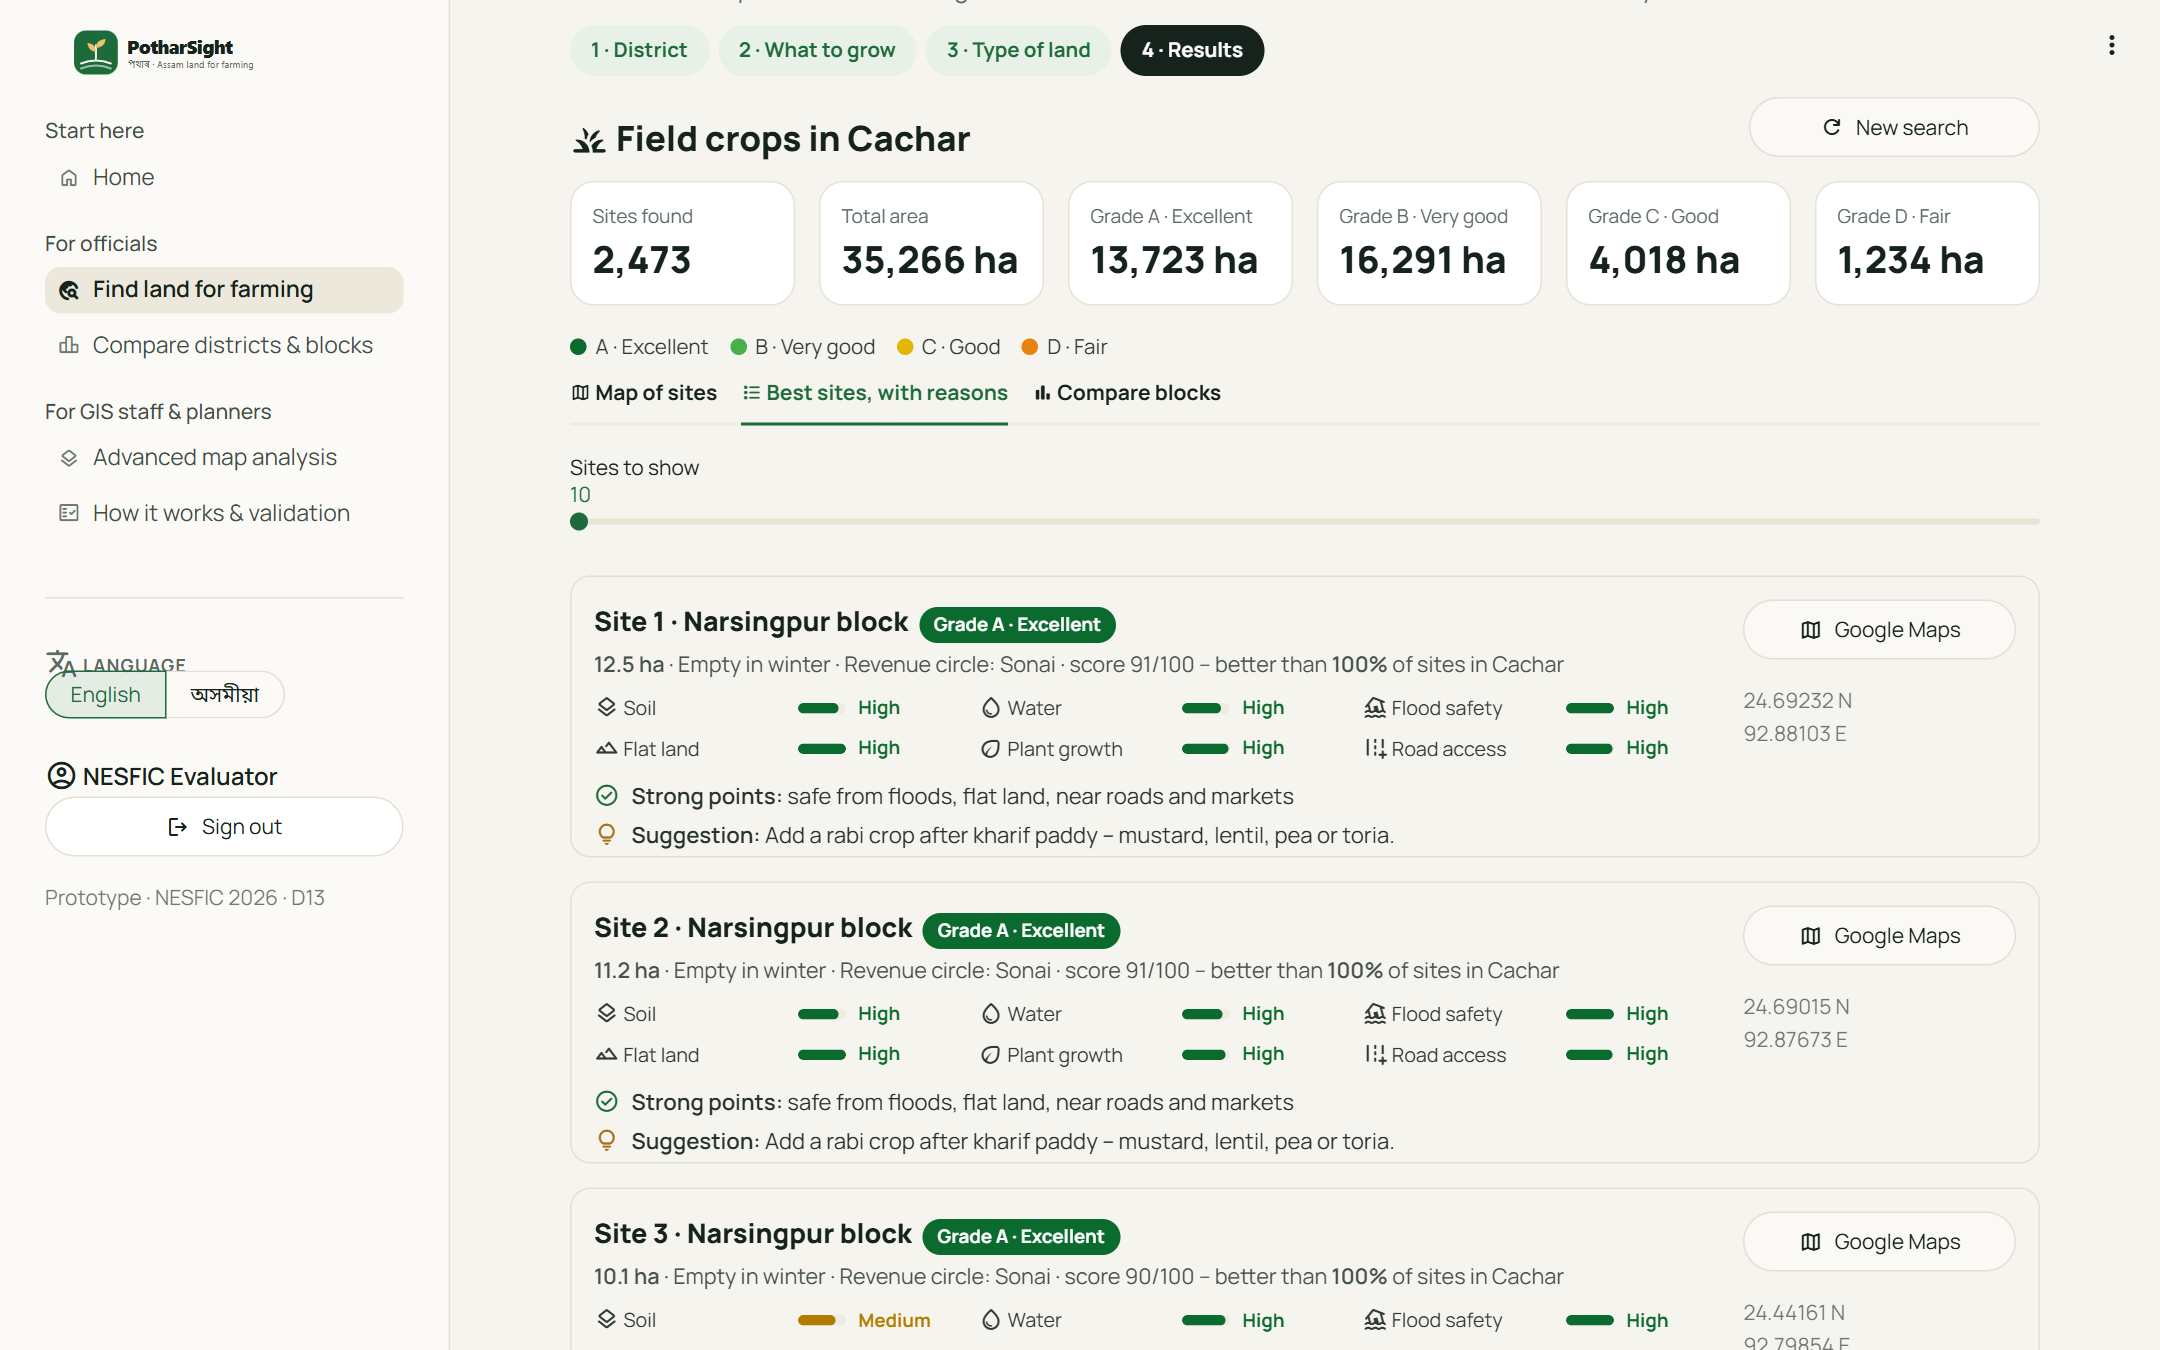 PotharSight
পথাৰ · Assam land for farming
Start here
Home
For officials
Find land for farming
Compare districts & blocks
For GIS staff & planners
Advanced map analysis
How it works & validation
LANGUAGE
English
অসমীয়া
NESFIC Evaluator
Sign out
Prototype · NESFIC 2026 · D13
1 · District
2 · What to grow
3 · Type of land
4 · Results
Field crops in Cachar
New search
Sites found
2,473
Total area
35,266 ha
Grade A · Excellent
13,723 ha
Grade B · Very good
16,291 ha
Grade C · Good
4,018 ha
Grade D · Fair
1,234 ha
A · Excellent
B · Very good
C · Good
D · Fair
Map of sites
Best sites, with reasons
Compare blocks
Sites to show
10
Site 1 · Narsingpur block
Grade A · Excellent
Google Maps
12.5 ha · Empty in winter · Revenue circle: Sonai · score 91/100 – better than 100% of sites in Cachar
Soil High
Water High
Flood safety High
Flat land High
Plant growth High
Road access High
24.69232 N
92.88103 E
Strong points: safe from floods, flat land, near roads and markets
Suggestion: Add a rabi crop after kharif paddy – mustard, lentil, pea or toria.
Site 2 · Narsingpur block
Grade A · Excellent
Google Maps
11.2 ha · Empty in winter · Revenue circle: Sonai · score 91/100 – better than 100% of sites in Cachar
Soil High
Water High
Flood safety High
Flat land High
Plant growth High
Road access High
24.69015 N
92.87673 E
Strong points: safe from floods, flat land, near roads and markets
Suggestion: Add a rabi crop after kharif paddy – mustard, lentil, pea or toria.
Site 3 · Narsingpur block
Grade A · Excellent
Google Maps
10.1 ha · Empty in winter · Revenue circle: Sonai · score 90/100 – better than 100% of sites in Cachar
Soil Medium
Water High
Flood safety High
24.44161 N
92.79854 E